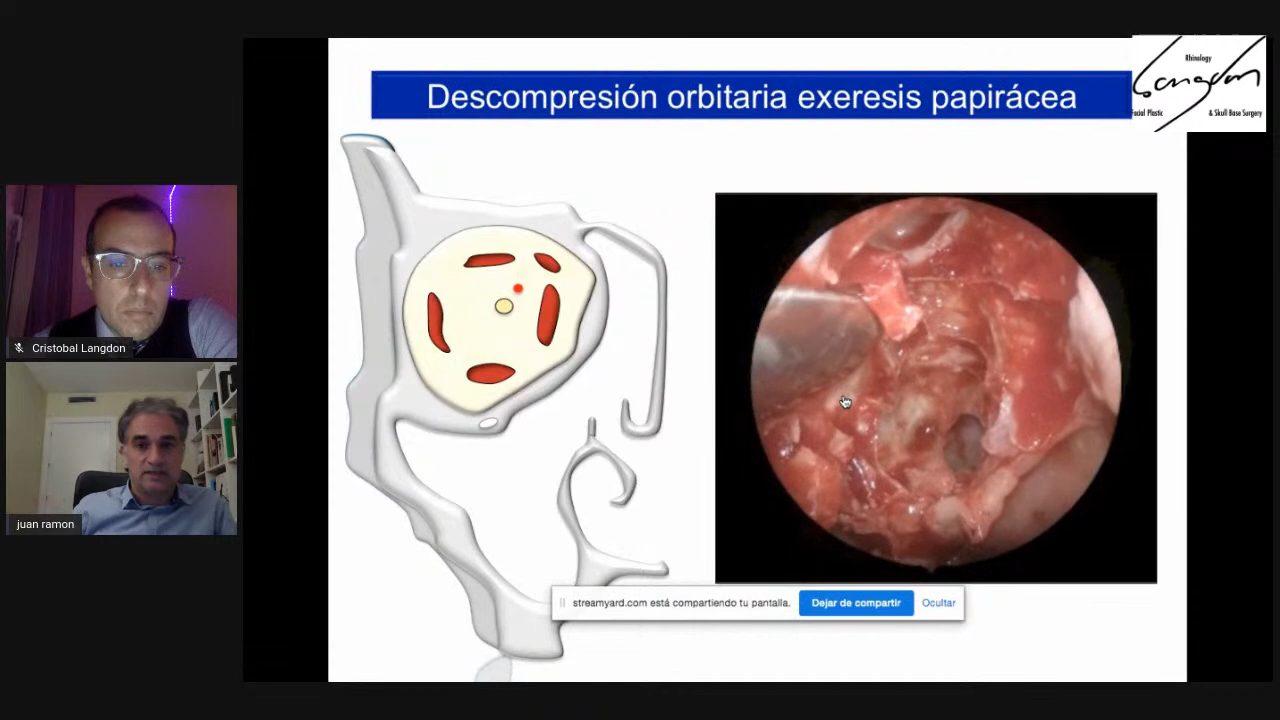 Descompresión orbitaria exeresis papirácea
Rhinology
Langdon
Facial Plastic & Skull Base Surgery
Cristobal Langdon
juan ramon
streamyard.com está compartiendo tu pantalla.
Dejar de compartir
Ocultar